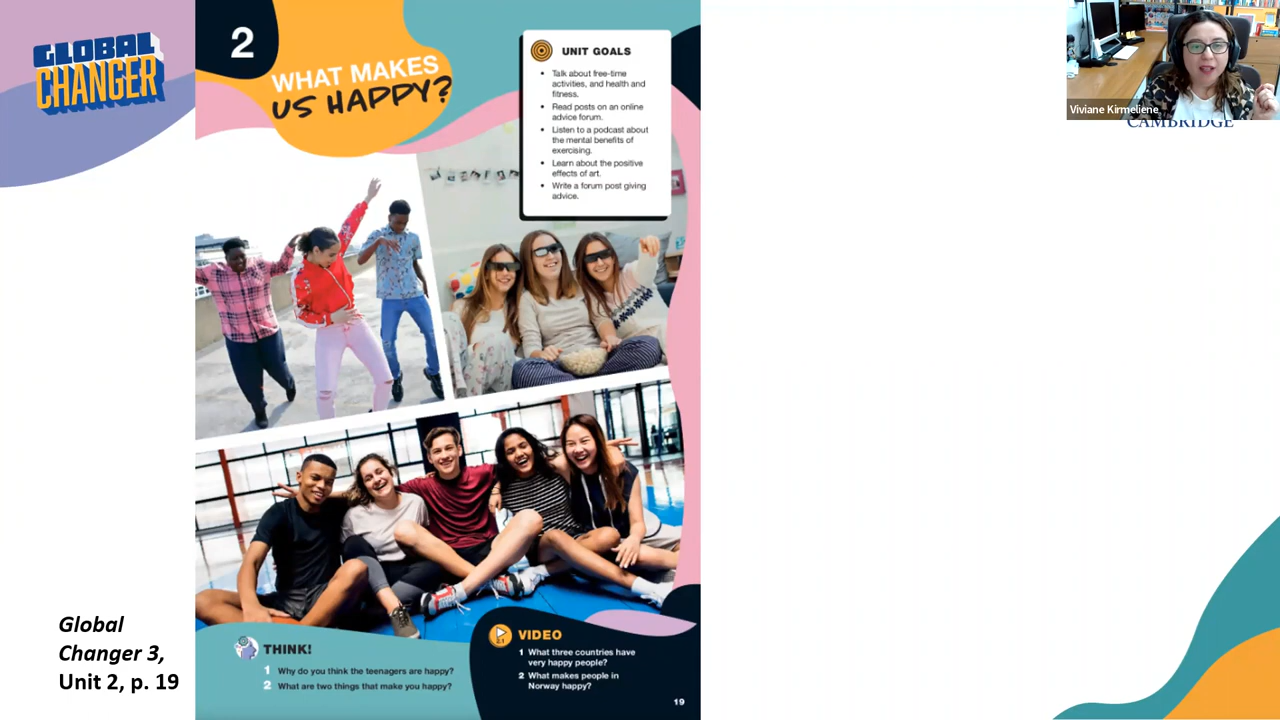 GLOBAL
CHANGER
2
WHAT MAKES
US HAPPY?
UNIT GOALS
• Talk about free-time
activities, and health and
fitness.
• Read posts on an online
advice forum.
• Listen to a podcast about
the mental benefits of
exercising.
• Learn about the positive
effects of art.
• Write a forum post giving
advice.
THINK!
1 Why do you think the teenagers are happy?
2 What are two things that make you happy?
2.1
VIDEO
1 What three countries have
very happy people?
2 What makes people in
Norway happy?
19
Global
Changer 3,
Unit 2, p. 19
Viviane Kirmeliene
CAMBRIDGE